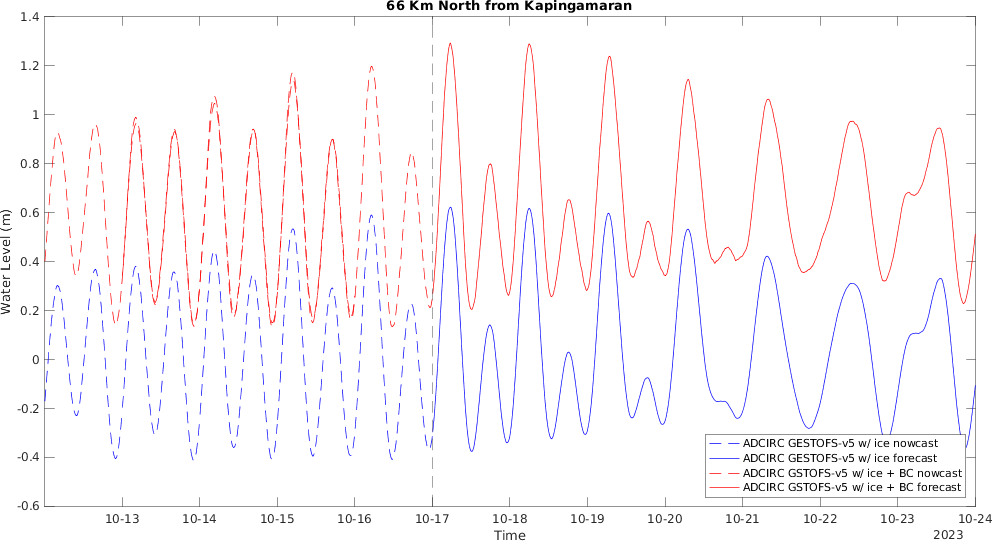 66 Km North from Kapingamaran
Water Level (m)
1.4
1.2
1
0.8
0.6
0.4
0.2
0
-0.2
-0.4
-0.6
10-13 10-14 10-15 10-16 10-17 10-18 10-19 10-20 10-21 10-22 10-23 10-24
Time
2023
ADCIRC GESTOFS-v5 w/ ice nowcast
ADCIRC GESTOFS-v5 w/ ice forecast
ADCIRC GSTOFS-v5 w/ ice + BC nowcast
ADCIRC GSTOFS-v5 w/ ice + BC forecast